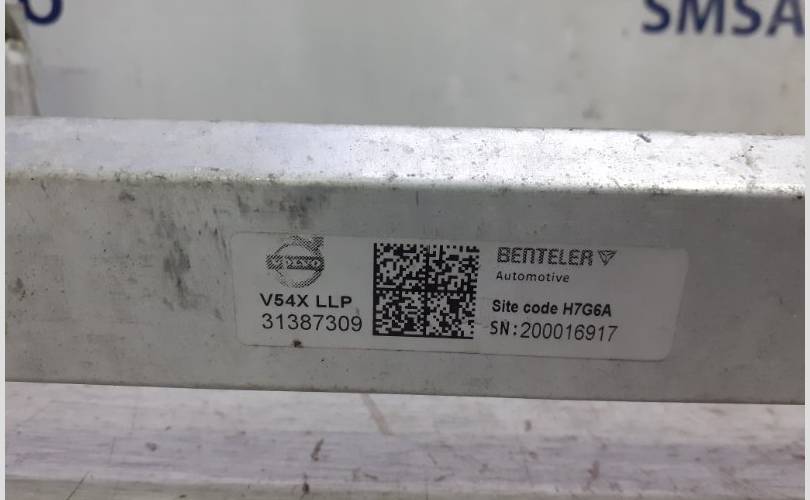 SMSA
VOLVO
V54X LLP
31387309
BENTELER
Automotive
Site code H7G6A
SN:200016917